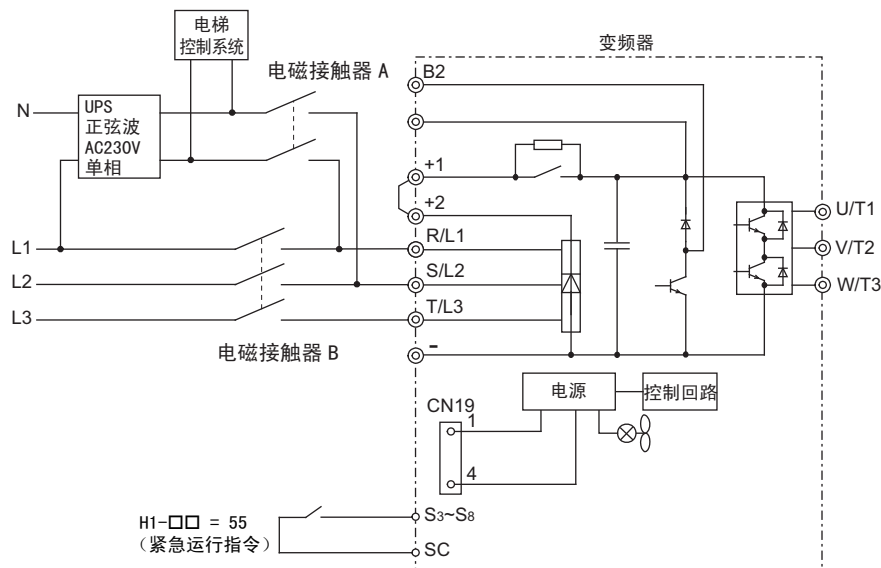 电梯
控制系统
电磁接触器 A
变频器
B2
N
UPS
正弦波
AC230V
单相
+1
+2
U/T1
L1
R/L1
V/T2
L2
S/L2
W/T3
L3
T/L3
电磁接触器 B
-
电源
控制回路
CN19
1
4
H1-□□ = 55
(紧急运行指令)
S3~S8
SC